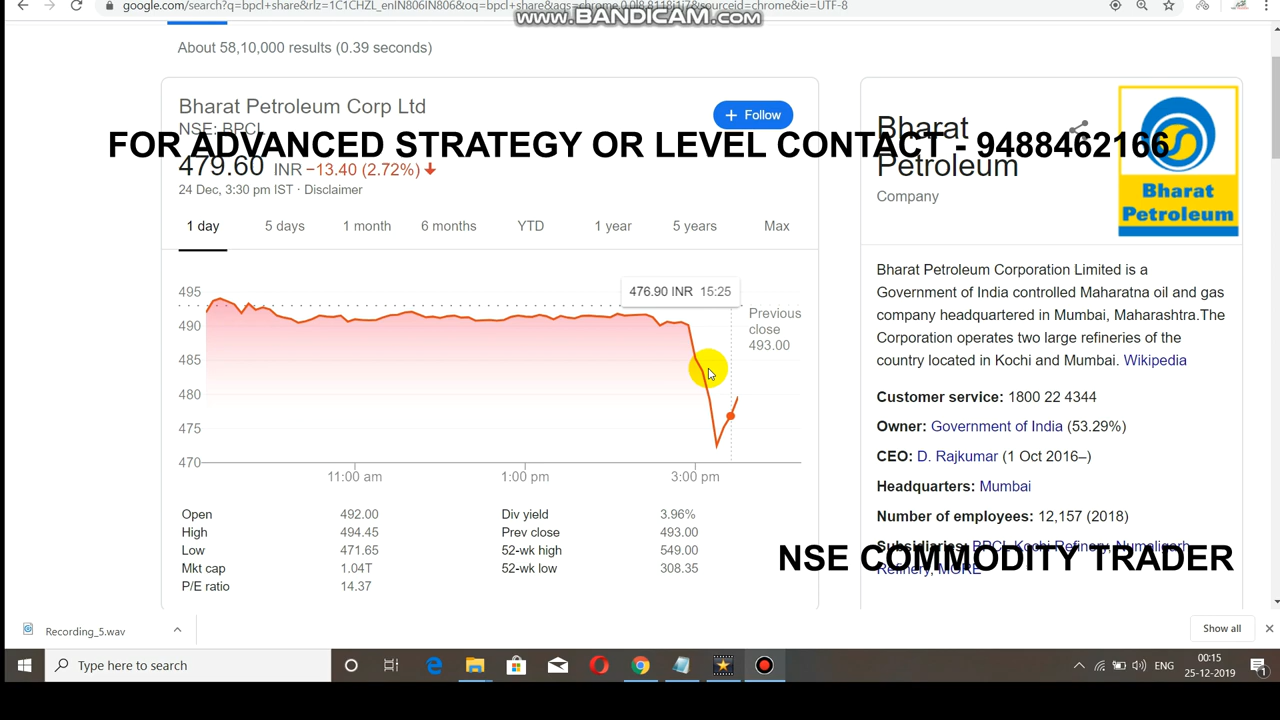 google.com/search?q=bpcl+share&rlz=1C1CHZL_enIN806IN806&oq=bpcl+share&aqs=chrome.0.0l8.8118j1j7&sourceid=chrome&ie=UTF-8
www.BANDICAM.com
About 58,10,000 results (0.39 seconds)
Bharat Petroleum Corp Ltd
NSE: BPCL
Follow
FOR ADVANCED STRATEGY OR LEVEL CONTACT - 9488462166
479.60 INR −13.40 (2.72%)
24 Dec, 3:30 pm IST · Disclaimer
1 day 5 days 1 month 6 months YTD 1 year 5 years Max
476.90 INR 15:25
495
490
485
480
475
470
Previous
close
493.00
11:00 am 1:00 pm 3:00 pm
Open 492.00 Div yield 3.96%
High 494.45 Prev close 493.00
Low 471.65 52-wk high 549.00
Mkt cap 1.04T 52-wk low 308.35
P/E ratio 14.37
Bharat
Petroleum
Company
Bharat
Petroleum
Bharat Petroleum Corporation Limited is a
Government of India controlled Maharatna oil and gas
company headquartered in Mumbai, Maharashtra.The
Corporation operates two large refineries of the
country located in Kochi and Mumbai. Wikipedia
Customer service: 1800 22 4344
Owner: Government of India (53.29%)
CEO: D. Rajkumar (1 Oct 2016–)
Headquarters: Mumbai
Number of employees: 12,157 (2018)
Subsidiaries: BPCL Kochi Refinery, Numaligarh
Refinery, MORE
NSE COMMODITY TRADER
Recording_5.wav
Show all
Type here to search
ENG
00:15
25-12-2019
1